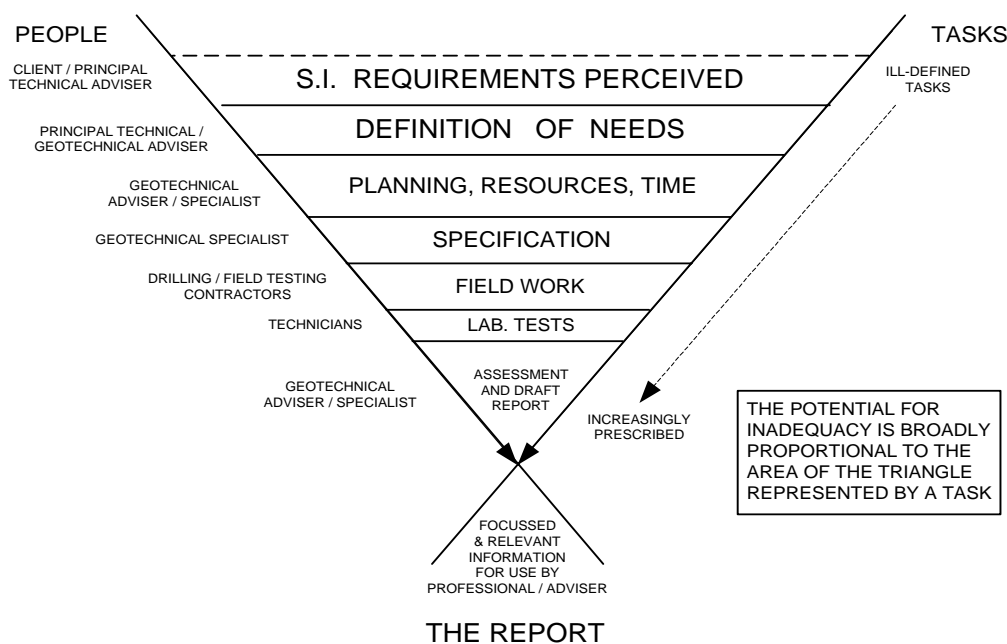 PEOPLE
TASKS
CLIENT / PRINCIPAL
TECHNICAL ADVISER
S.I. REQUIREMENTS PERCEIVED
ILL-DEFINED
TASKS
PRINCIPAL TECHNICAL /
GEOTECHNICAL ADVISER
DEFINITION OF NEEDS
GEOTECHNICAL
ADVISER / SPECIALIST
PLANNING, RESOURCES, TIME
GEOTECHNICAL SPECIALIST
SPECIFICATION
DRILLING / FIELD TESTING
CONTRACTORS
FIELD WORK
TECHNICIANS
LAB. TESTS
GEOTECHNICAL
ADVISER / SPECIALIST
ASSESSMENT
AND DRAFT
REPORT
INCREASINGLY
PRESCRIBED
THE POTENTIAL FOR
INADEQUACY IS BROADLY
PROPORTIONAL TO THE
AREA OF THE TRIANGLE
REPRESENTED BY A TASK
FOCUSSED
& RELEVANT
INFORMATION
FOR USE BY
PROFESSIONAL / ADVISER
THE REPORT